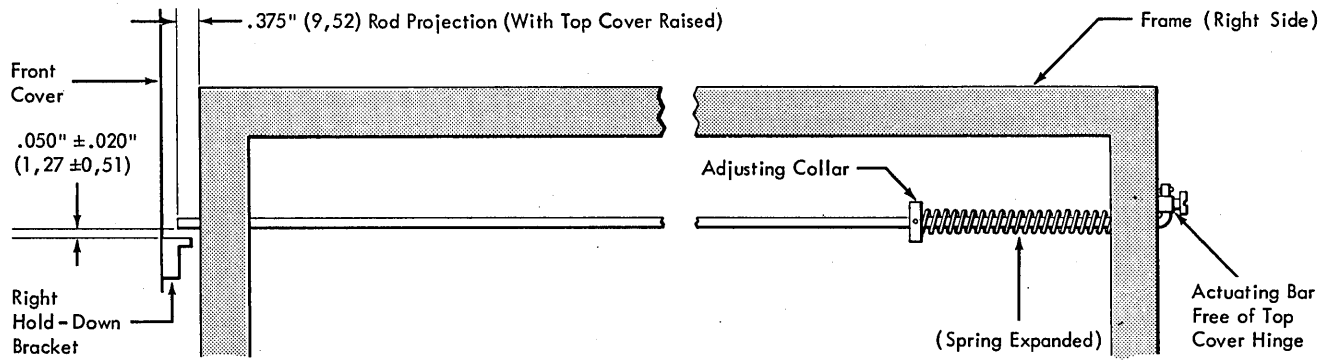 .375" (9,52) Rod Projection (With Top Cover Raised)
Frame (Right Side)
Front
Cover
.050" ±.020"
(1,27 ±0,51)
Adjusting Collar
Right
Hold-Down
Bracket
(Spring Expanded)
Actuating Bar
Free of Top
Cover Hinge